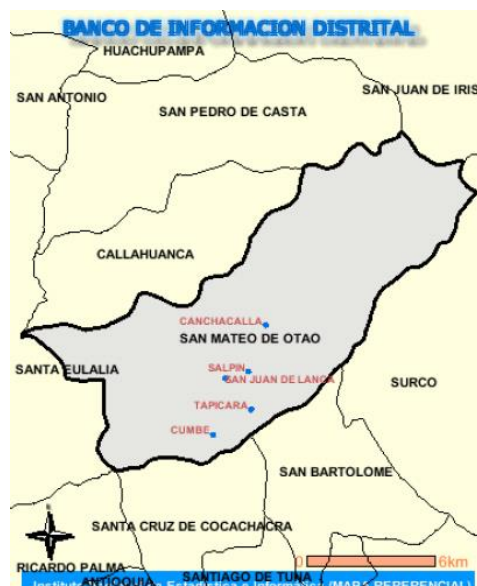 BANCO DE INFORMACION DISTRITAL
HUACHUPAMPA
SAN ANTONIO
SAN JUAN DE IRIS
SAN PEDRO DE CASTA
CALLAHUANCA
CANCHACALLA
SAN MATEO DE OTAO
SANTA EULALIA
SALPIN
SAN JUAN DE LANCA
SURCO
TAPICARA
CUMBE
SAN BARTOLOME
SANTA CRUZ DE COCACHACRA
0 6km
RICARDO PALMA
Estadística e Informática (MAPA REFERENCIAL)
ANTIOQUIA
SANTIAGO DE TUNA